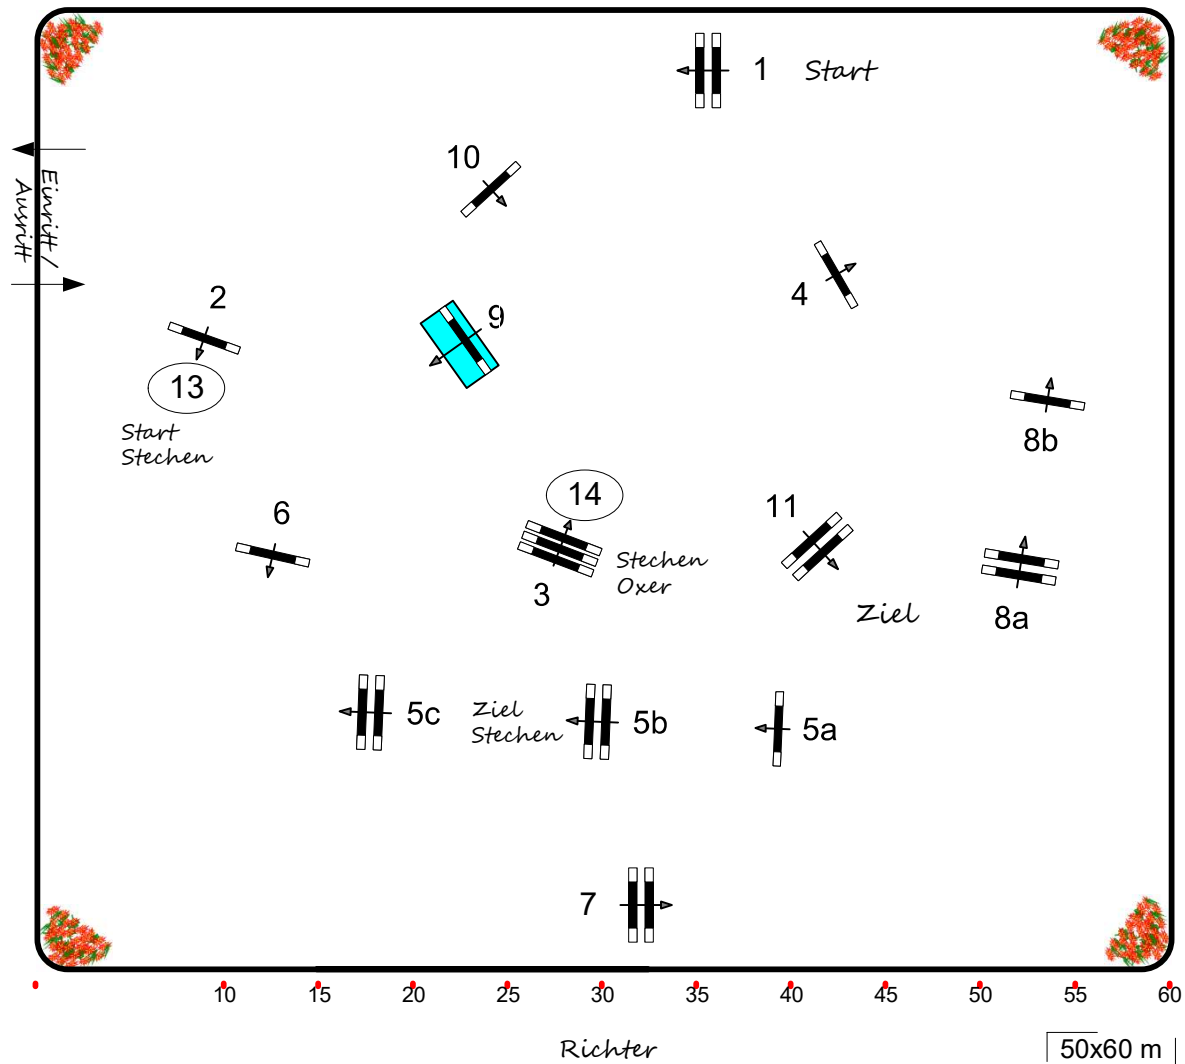 1 Start
10
Einritt /
Ausritt
2
4
9
13
Start
Stechen
8b
14
11
6
Stechen
Oxer
3
Ziel
8a
5c
Ziel
Stechen
5b
5a
7
10 15 20 25 30 35 40 45 50 55 60
Richter
50x60 m